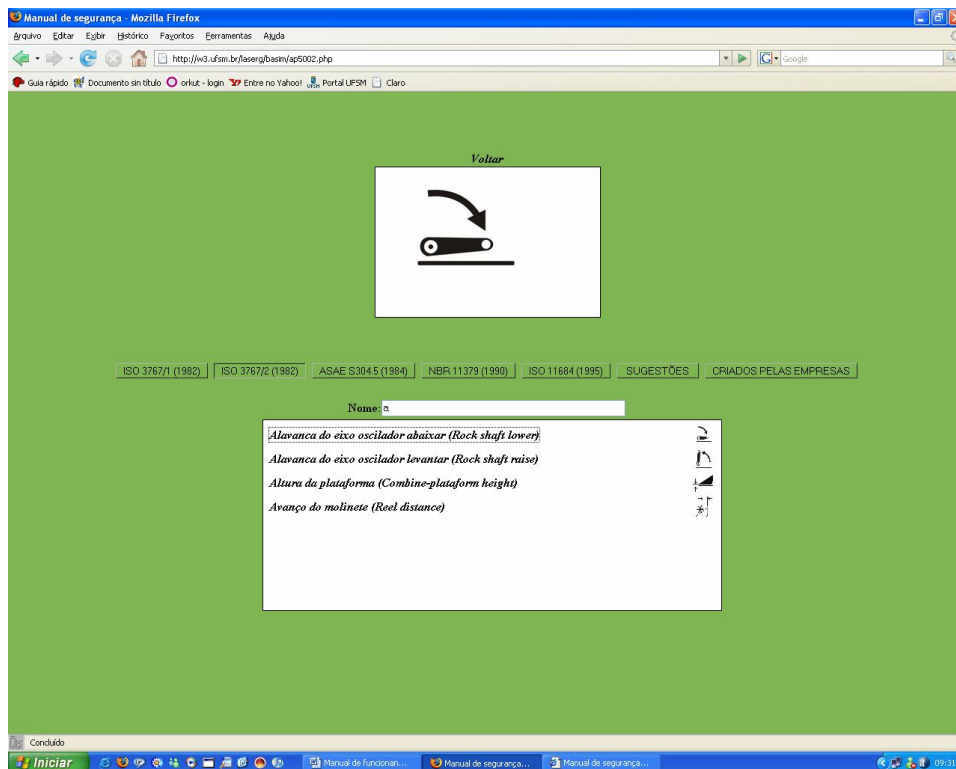 Manual de segurança - Mozilla Firefox
Arquivo Editar Exibir Histórico Favoritos Ferramentas Ajuda
http://w3.ufsm.br/laserg/basim/ap5002.php
Google
Guia rápido Documento sin título orkut - login Entre no Yahoo! Portal UFSM Claro
Voltar
ISO 3767/1 (1982) ISO 3767/2 (1982) ASAE S304.5 (1984) NBR 11379 (1990) ISO 11684 (1995) SUGESTÕES CRIADOS PELAS EMPRESAS
Nome: a
Alavanca do eixo oscilador abaixar (Rock shaft lower)
Alavanca do eixo oscilador levantar (Rock shaft raise)
Altura da plataforma (Combine-plataform height)
Avanço do molinete (Reel distance)
Concluído
Iniciar Manual de funcionan... Manual de segurança... Manual de segurança... 09:31